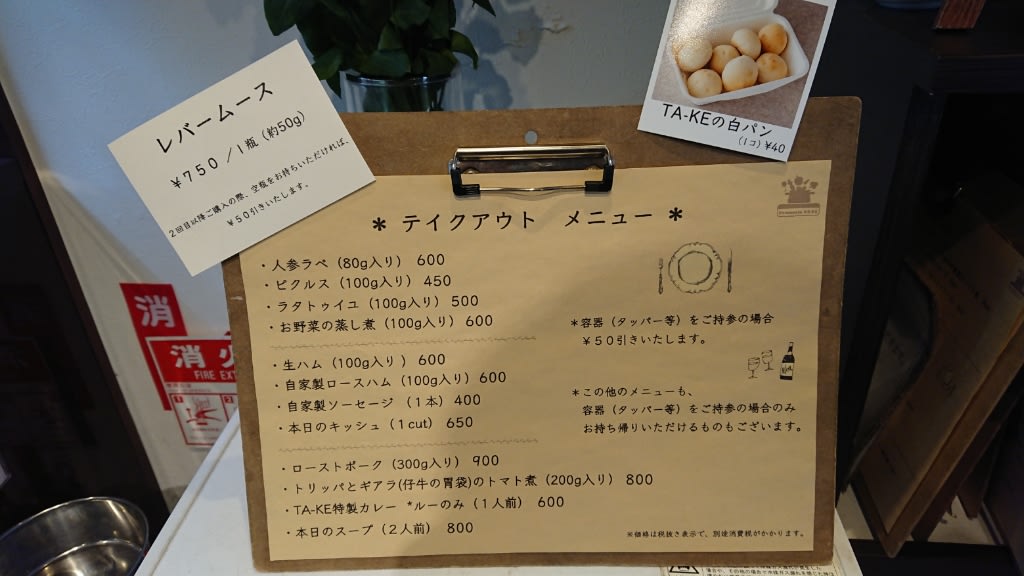 レバームース
¥750/1瓶（約50g）
2回目以降ご購入の際、空瓶をお持ちいただければ、
¥50引きいたします。
TA-KEの白パン
（1コ）¥40
＊ テイクアウト　メニュー ＊
・人参ラペ（80g入り） 600
・ピクルス（100g入り）450
・ラタトゥイユ（100g入り）500
・お野菜の蒸し煮（100g入り）600
・生ハム（100g入り ）600
・自家製ロースハム（100g入り）600
・自家製ソーセージ （1本）400
・本日のキッシュ（1cut） 650
・ローストポーク（300g入り） 900
・トリッパとギアラ(仔牛の胃袋)のトマト煮（200g入り） 800
・TA-KE特製カレー　*ルーのみ（1人前） 600
・本日のスープ（2人前） 800
＊容器（タッパー等）をご持参の場合
¥50引きいたします。
＊この他のメニューも、
容器（タッパー等）をご持参の場合のみ
お持ち帰りいただけるものもございます。
※価格は税抜き表示で、別途消費税がかかります。
消
消火
FIRE EX
1
2